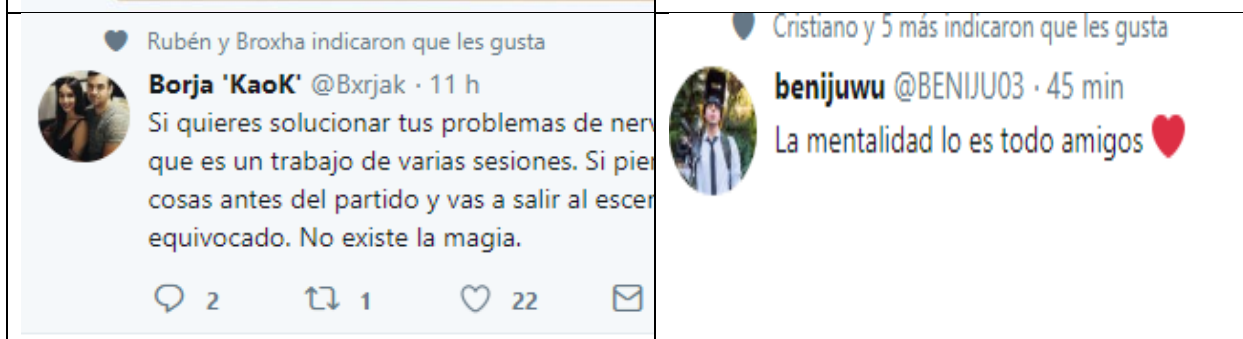 Rubén y Broxha indicaron que les gusta
Borja 'KaoK' @Bxrjak · 11 h
Si quieres solucionar tus problemas de
que es un trabajo de varias sesiones. Si
cosas antes del partido y vas a salir al
equivocado. No existe la magia.
2 1 22
Cristiano y 5 más indicaron que les gusta
benijuwu @BENIJU03 · 45 min
La mentalidad lo es todo amigos ❤